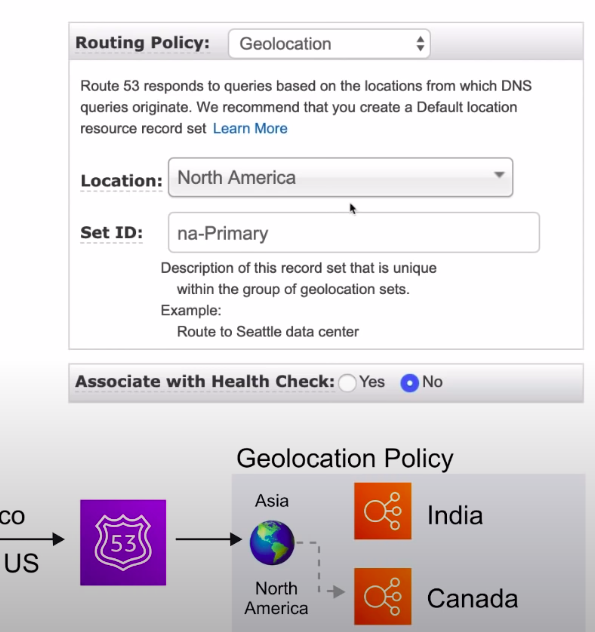 Routing Policy: Geolocation
Route 53 responds to queries based on the locations from which DNS
queries originate. We recommend that you create a Default location
resource record set Learn More
Location: North America
Set ID: na-Primary
Description of this record set that is unique
within the group of geolocation sets.
Example:
Route to Seattle data center
Associate with Health Check: Yes No
Geolocation Policy
co
US
53
Asia
North
America
India
Canada